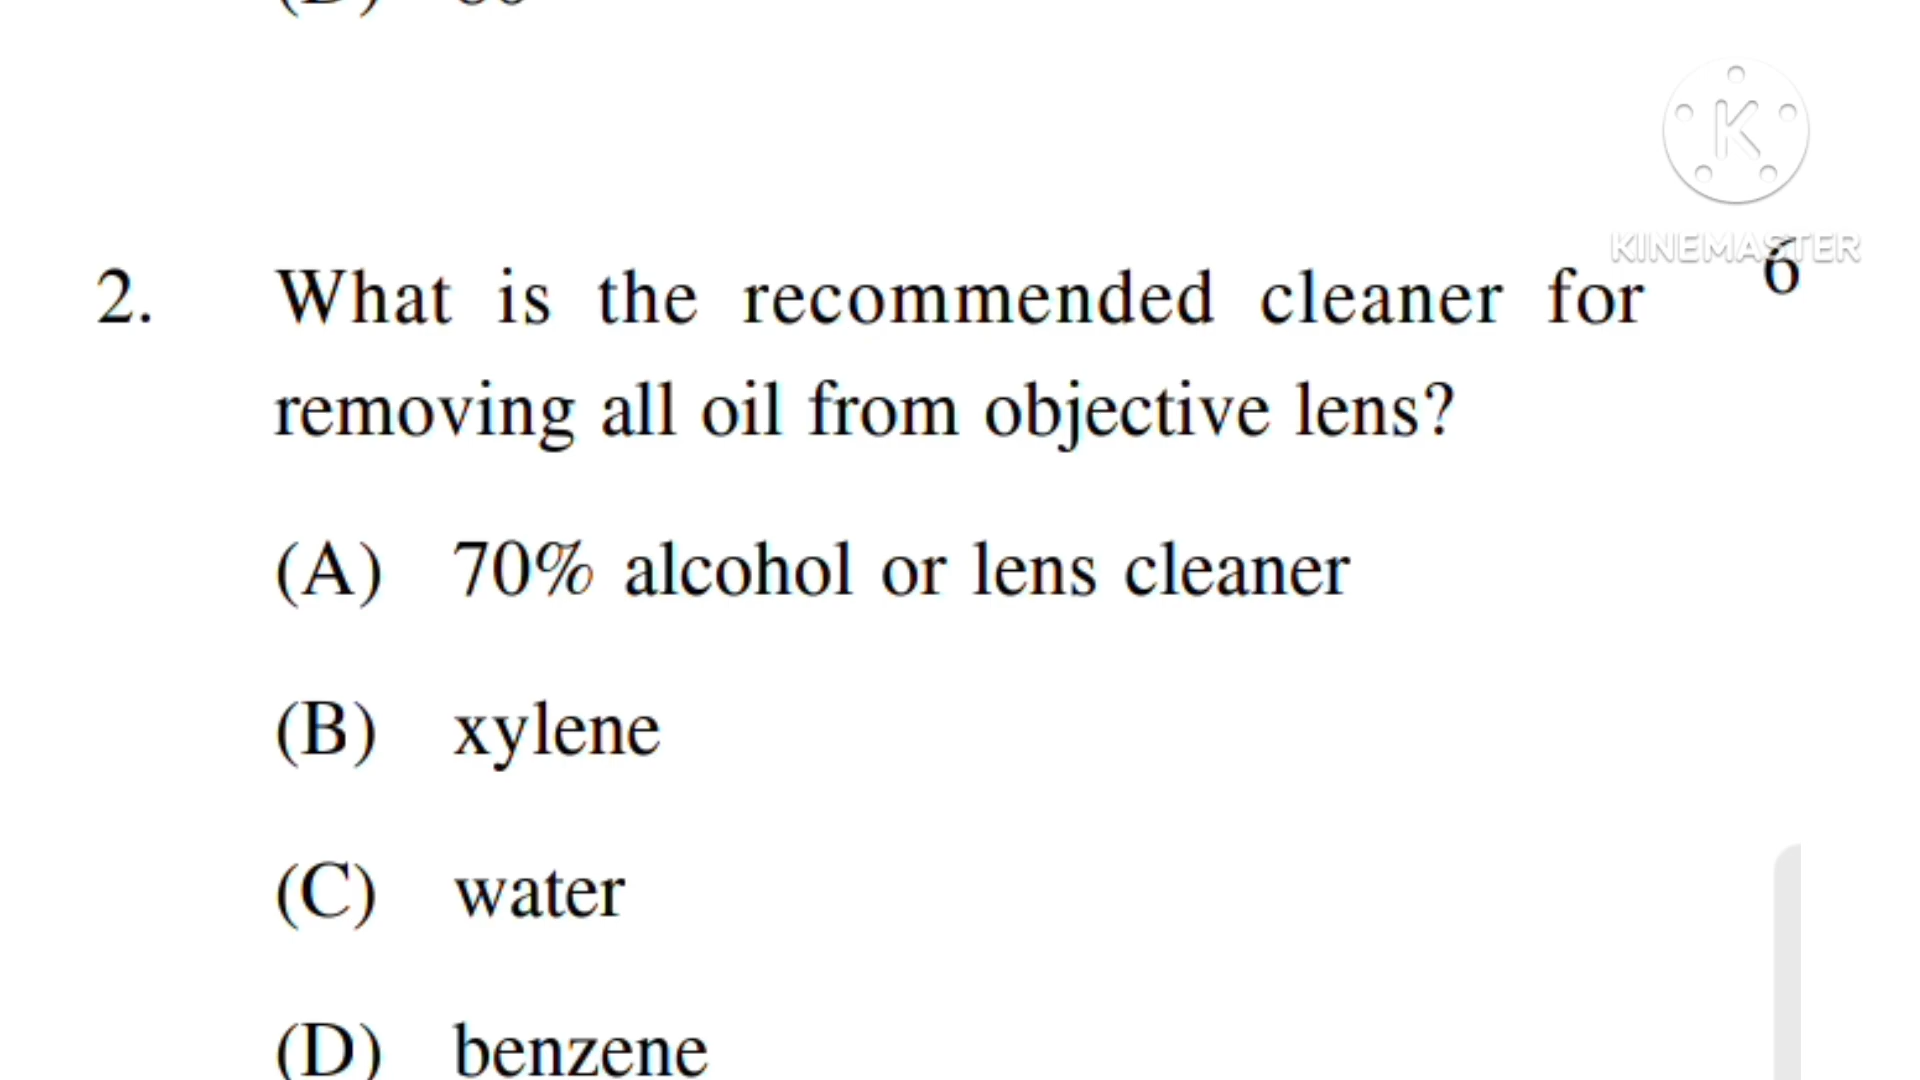 2. What is the recommended cleaner for
removing all oil from objective lens?
(A) 70% alcohol or lens cleaner
(B) xylene
(C) water
(D) benzene
6
KINEMASTER